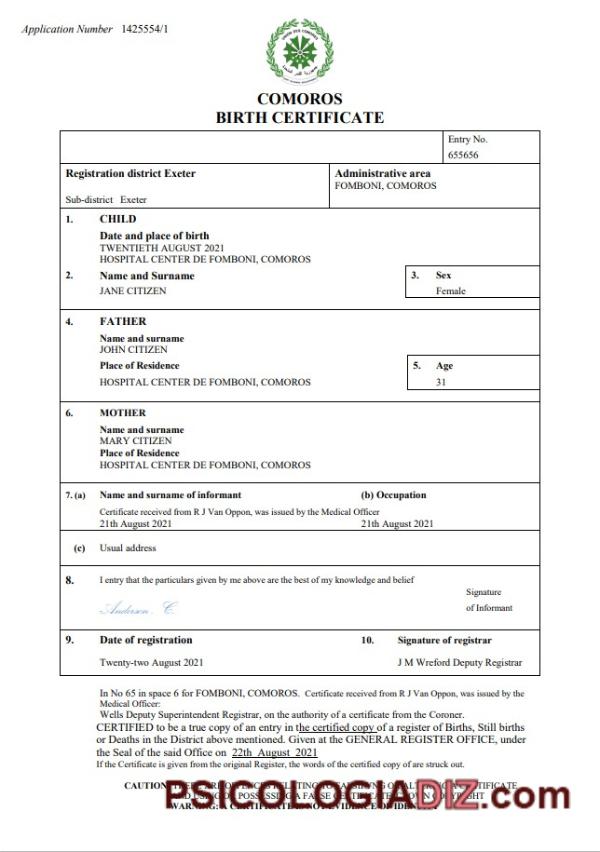 Application Number 1425554/1
COMOROS
BIRTH CERTIFICATE
Entry No.
655656
Registration district Exeter
Sub-district Exeter
Administrative area
FOMBONI, COMOROS
1. CHILD
Date and place of birth
TWENTIETH AUGUST 2021
HOSPITAL CENTER DE FOMBONI, COMOROS
2. Name and Surname
JANE CITIZEN
3. Sex
Female
4. FATHER
Name and surname
JOHN CITIZEN
Place of Residence
HOSPITAL CENTER DE FOMBONI, COMOROS
5. Age
31
6. MOTHER
Name and surname
MARY CITIZEN
Place of Residence
HOSPITAL CENTER DE FOMBONI, COMOROS
7. (a) Name and surname of informant (b) Occupation
Certificate received from R J Van Oppon, was issued by the Medical Officer
21th August 2021 21th August 2021
(c) Usual address
8. I entry that the particulars given by me above are the best of my knowledge and belief
Anderson . C.
Signature
of Informant
9. Date of registration 10. Signature of registrar
Twenty-two August 2021 J M Wreford Deputy Registrar
In No 65 in space 6 for FOMBONI, COMOROS. Certificate received from R J Van Oppon, was issued by the
Medical Officer:
Wells Deputy Superintendent Registrar, on the authority of a certificate from the Coroner.
CERTIFIED to be a true copy of an entry in the certified copy of a register of Births, Still births
or Deaths in the District above mentioned. Given at the GENERAL REGISTER OFFICE, under
the Seal of the said Office on 22th August 2021
If the Certificate is given from the original Register, the words of the certified copy of are struck out.
CAUTION
PSICOLOGIADIZ.com